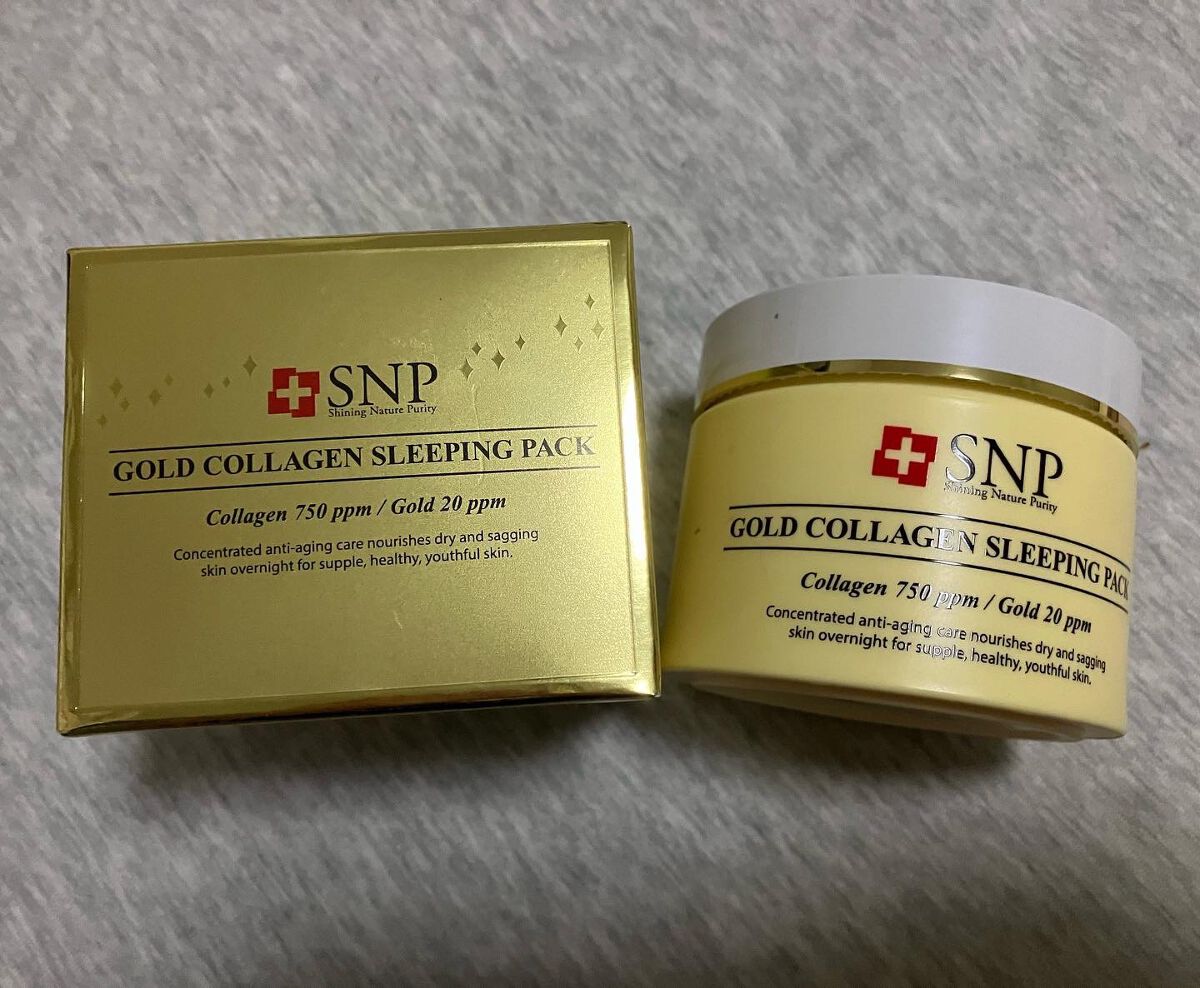 SNP
Shining Nature Purity
GOLD COLLAGEN SLEEPING PACK
Collagen 750 ppm / Gold 20 ppm
Concentrated anti-aging care nourishes dry and sagging
skin overnight for supple, healthy, youthful skin.
SNP
Shining Nature Purity
GOLD COLLAGEN SLEEPING PACK
Collagen 750 ppm / Gold 20 ppm
Concentrated anti-aging care nourishes dry and sagging
skin overnight for supple, healthy, youthful skin.